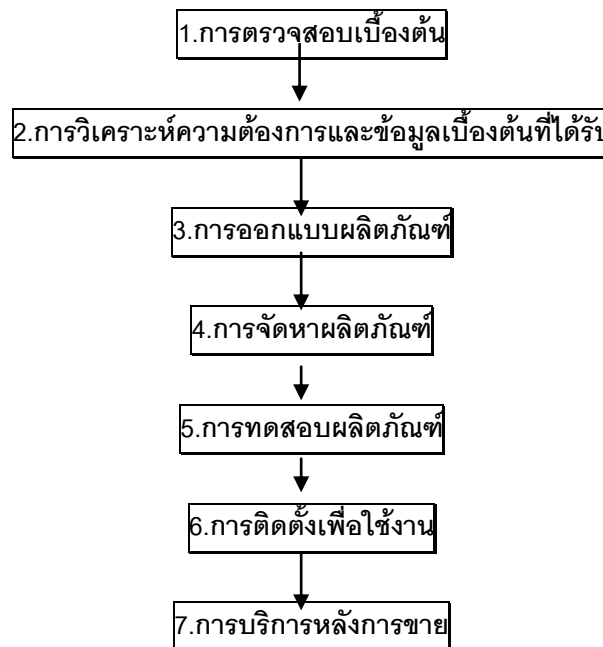 1.การตรวจสอบเบื้องต้น
2.การวิเคราะห์ความต้องการและข้อมูลเบื้องต้นที่ได้รับ
3.การออกแบบผลิตภัณฑ์
4.การจัดหาผลิตภัณฑ์
5.การทดสอบผลิตภัณฑ์
6.การติดตั้งเพื่อใช้งาน
7.การบริการหลังการขาย